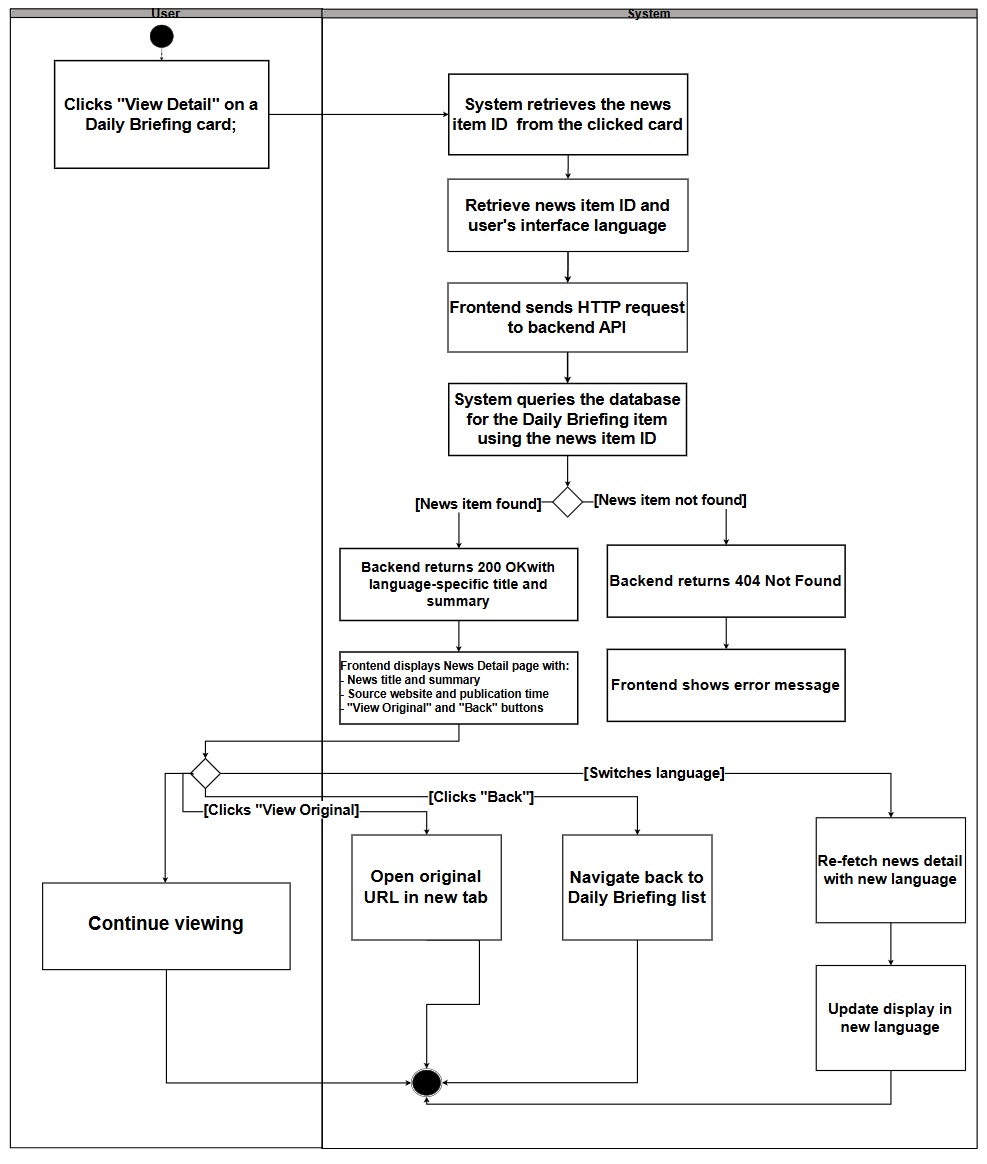 User
System
Clicks "View Detail" on a
Daily Briefing card;
System retrieves the news
item ID from the clicked card
Retrieve news item ID and
user's interface language
Frontend sends HTTP request
to backend API
System queries the database
for the Daily Briefing item
using the news item ID
[News item found]
[News item not found]
Backend returns 200 OKwith
language-specific title and
summary
Backend returns 404 Not Found
Frontend displays News Detail page with:
- News title and summary
- Source website and publication time
- "View Original" and "Back" buttons
Frontend shows error message
[Switches language]
[Clicks "Back"]
[Clicks "View Original]
Re-fetch news detail
with new language
Open original
URL in new tab
Navigate back to
Daily Briefing list
Continue viewing
Update display in
new language